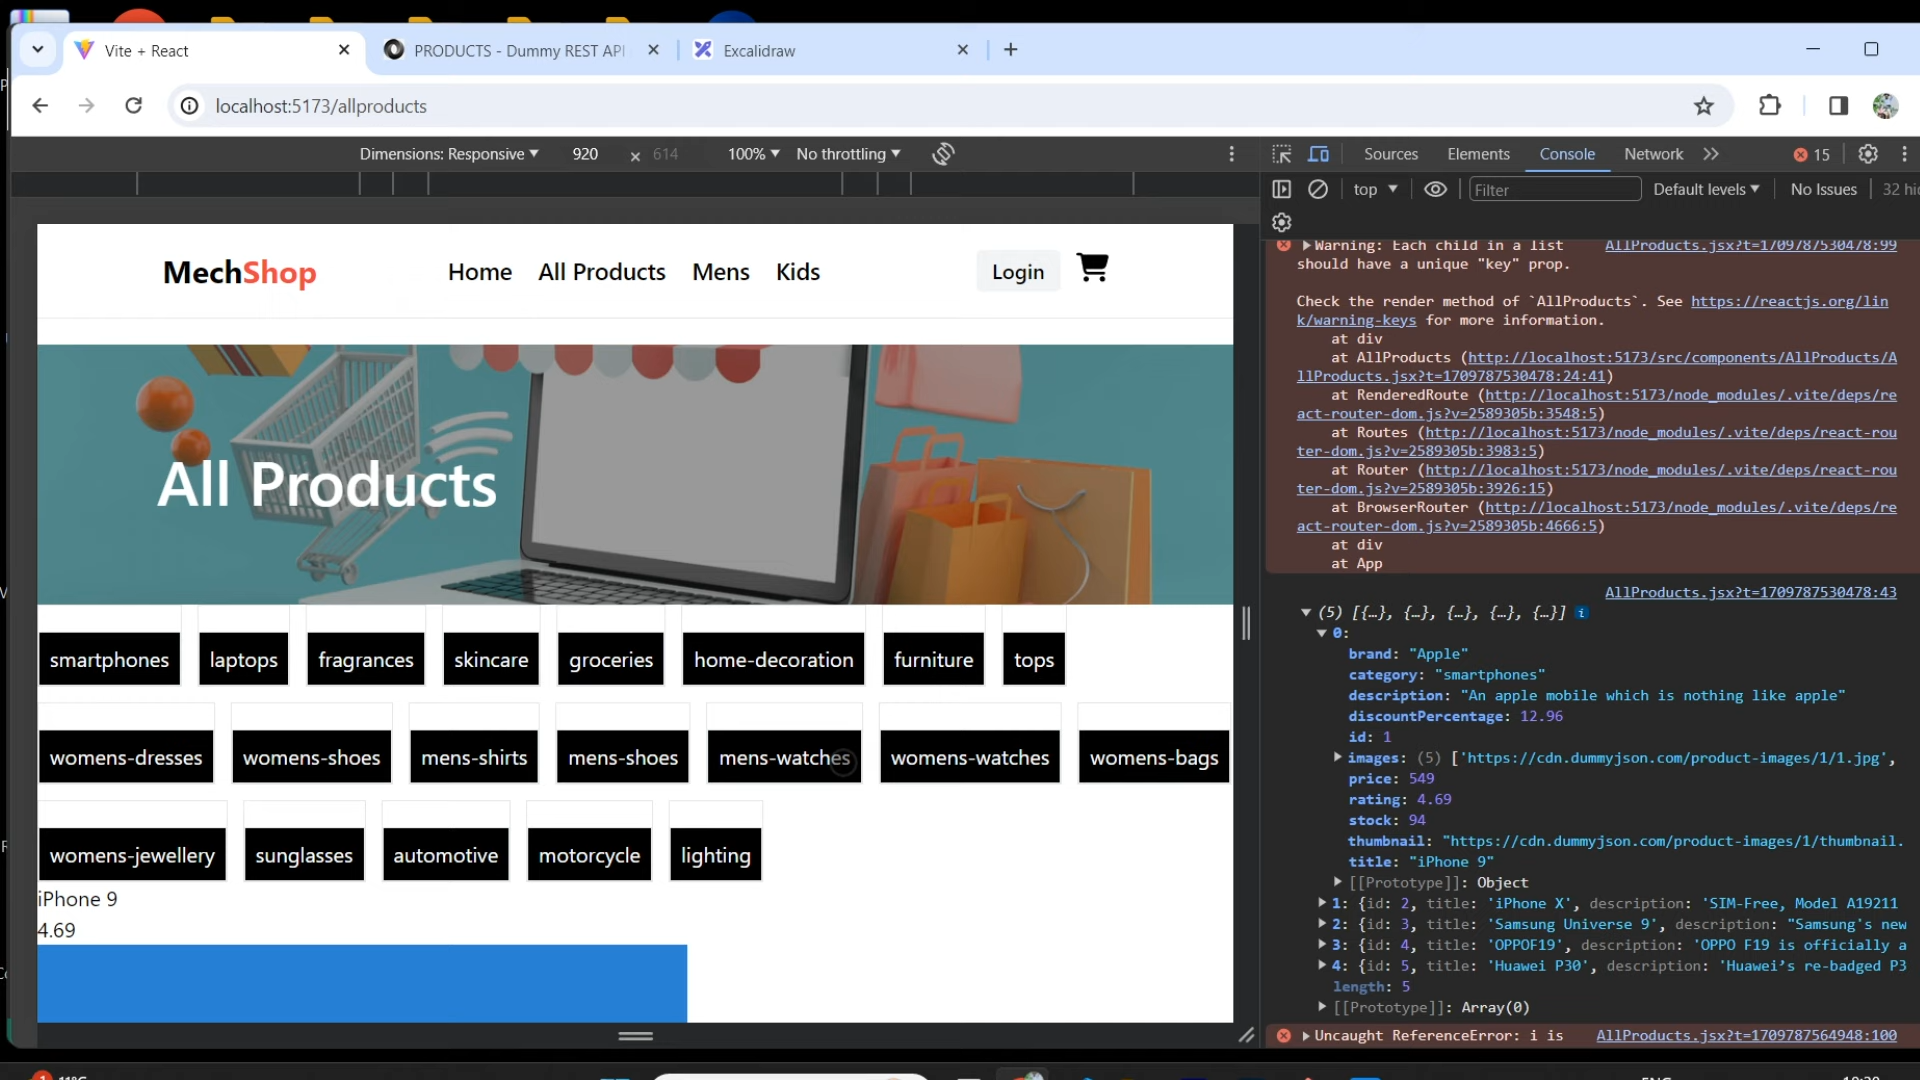 Vite + React
PRODUCTS - Dummy REST API
Excalidraw
localhost:5173/allproducts
Dimensions: Responsive
920
×
614
100%
No throttling
Sources
Elements
Console
Network
15
top
Filter
Default levels
No Issues
32 hi
MechShop
Home
All Products
Mens
Kids
Login
All Products
smartphones
laptops
fragrances
skincare
groceries
home-decoration
furniture
tops
womens-dresses
womens-shoes
mens-shirts
mens-shoes
mens-watches
womens-watches
womens-bags
womens-jewellery
sunglasses
automotive
motorcycle
lighting
iPhone 9
4.69
Warning: Each child in a list AllProducts.jsx?t=1709787530478:99
should have a unique "key" prop.
Check the render method of `AllProducts`. See https://reactjs.org/lin
k/warning-keys for more information.
at div
at AllProducts (http://localhost:5173/src/components/AllProducts/A
llProducts.jsx?t=1709787530478:24:41)
at RenderedRoute (http://localhost:5173/node_modules/.vite/deps/re
act-router-dom.js?v=2589305b:3548:5)
at Routes (http://localhost:5173/node_modules/.vite/deps/react-rou
ter-dom.js?v=2589305b:3983:5)
at Router (http://localhost:5173/node_modules/.vite/deps/react-rou
ter-dom.js?v=2589305b:3926:15)
at BrowserRouter (http://localhost:5173/node_modules/.vite/deps/re
act-router-dom.js?v=2589305b:4666:5)
at div
at App
AllProducts.jsx?t=1709787530478:43
(5) [{…}, {…}, {…}, {…}, {…}]
0:
brand: "Apple"
category: "smartphones"
description: "An apple mobile which is nothing like apple"
discountPercentage: 12.96
id: 1
images: (5) ['https://cdn.dummyjson.com/product-images/1/1.jpg',
price: 549
rating: 4.69
stock: 94
thumbnail: "https://cdn.dummyjson.com/product-images/1/thumbnail.
title: "iPhone 9"
[[Prototype]]: Object
1: {id: 2, title: 'iPhone X', description: 'SIM-Free, Model A19211
2: {id: 3, title: 'Samsung Universe 9', description: "Samsung's new
3: {id: 4, title: 'OPPOF19', description: 'OPPO F19 is officially a
4: {id: 5, title: 'Huawei P30', description: 'Huawei’s re-badged P3
length: 5
[[Prototype]]: Array(0)
Uncaught ReferenceError: i is AllProducts.jsx?t=1709787564948:100